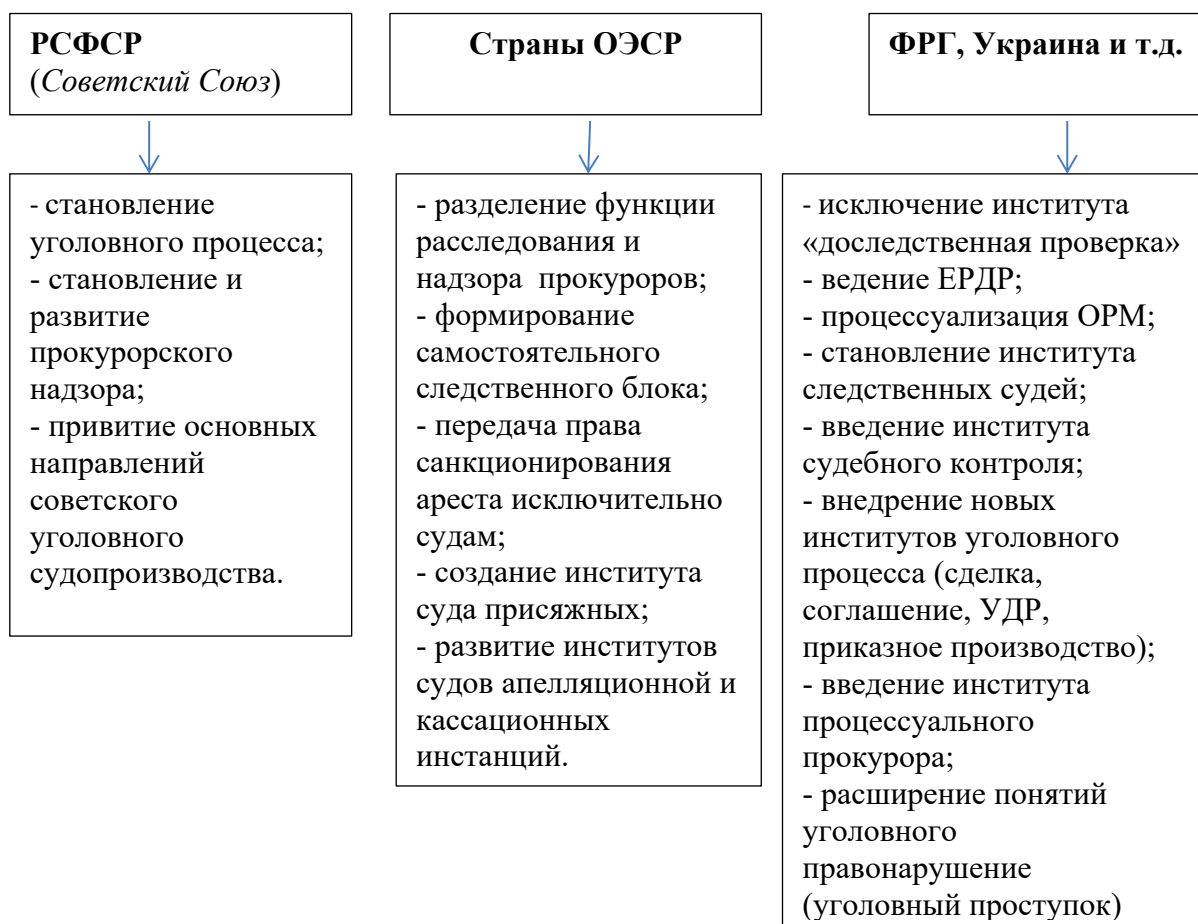 РСФСР
(Советский Союз)
- становление
уголовного процесса;
- становление и
развитие
прокурорского
надзора;
- привитие основных
направлений
советского
уголовного
судопроизводства.
Страны ОЭСР
- разделение функции
расследования и
надзора прокуроров;
- формирование
самостоятельного
следственного блока;
- передача права
санкционирования
ареста исключительно
судам;
- создание института
суда присяжных;
- развитие институтов
судов апелляционной и
кассационных
инстанций.
ФРГ, Украина и т.д.
- исключение института
«доследственная проверка»
- ведение ЕРДР;
- процессуализация ОРМ;
- становление института
следственных судей;
- введение института
судебного контроля;
- внедрение новых
институтов уголовного
процесса (сделка,
соглашение, УДР,
приказное производство);
- введение института
процессуального
прокурора;
- расширение понятий
уголовного
правонарушение
(уголовный проступок)